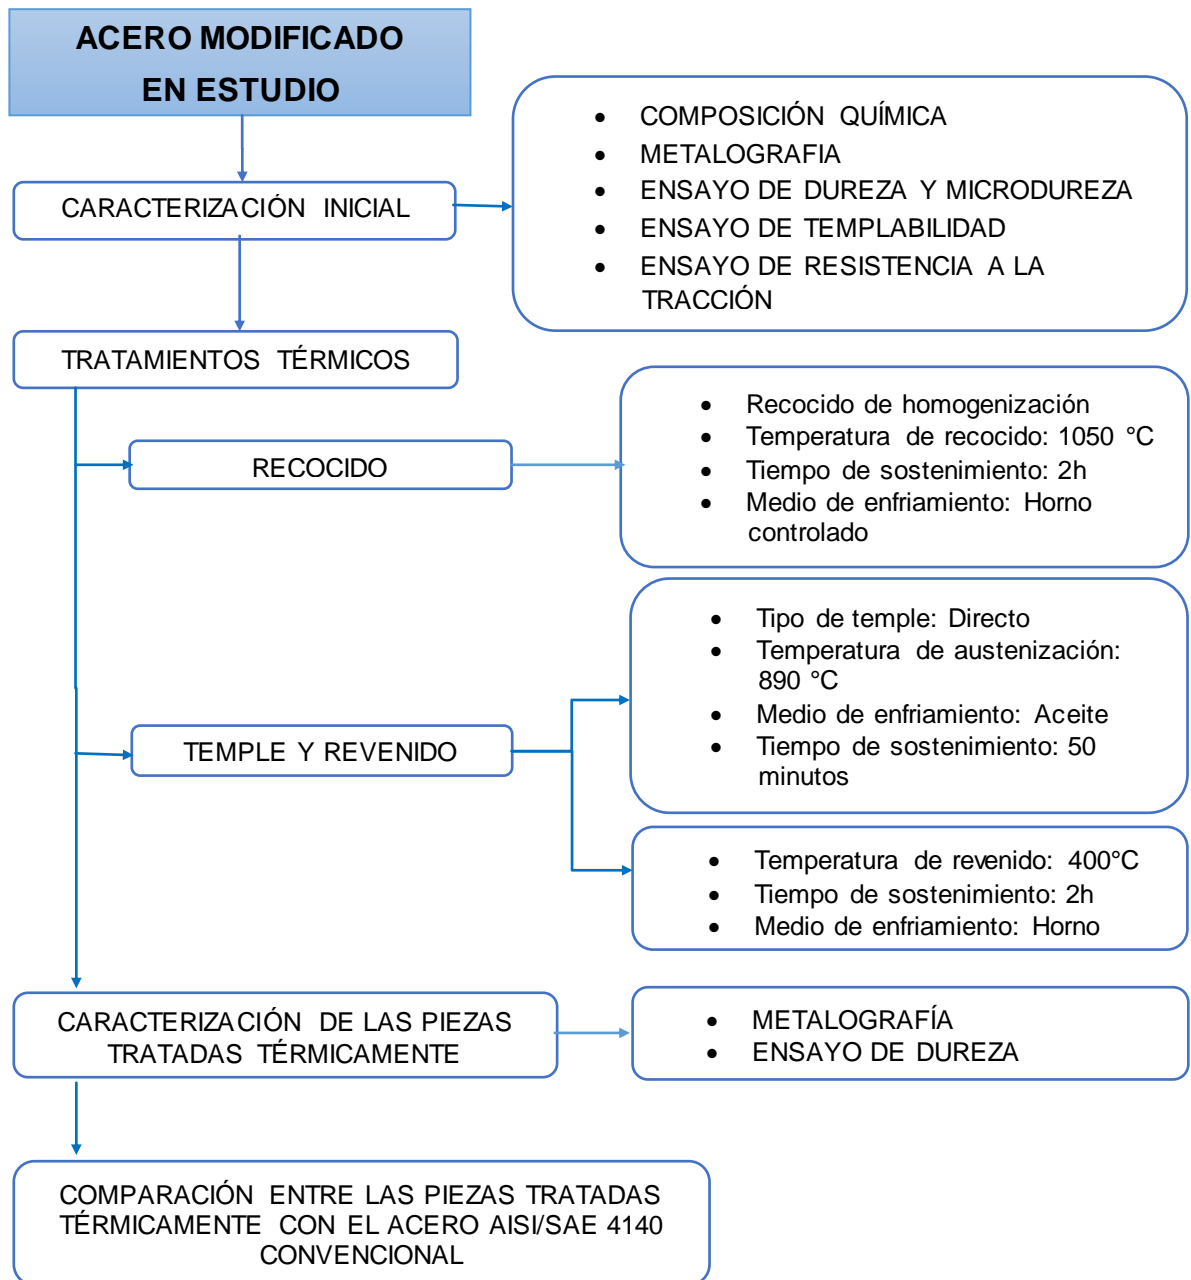 ACERO MODIFICADO
EN ESTUDIO
CARACTERIZACIÓN INICIAL
• COMPOSICIÓN QUÍMICA
• METALOGRAFIA
• ENSAYO DE DUREZA Y MICRODUREZA
• ENSAYO DE TEMPLABILIDAD
• ENSAYO DE RESISTENCIA A LA
TRACCIÓN
TRATAMIENTOS TÉRMICOS
RECOCIDO
• Recocido de homogenización
• Temperatura de recocido: 1050 °C
• Tiempo de sostenimiento: 2h
• Medio de enfriamiento: Horno
controlado
TEMPLE Y REVENIDO
• Tipo de temple: Directo
• Temperatura de austenización:
890 °C
• Medio de enfriamiento: Aceite
• Tiempo de sostenimiento: 50
minutos
• Temperatura de revenido: 400°C
• Tiempo de sostenimiento: 2h
• Medio de enfriamiento: Horno
CARACTERIZACIÓN DE LAS PIEZAS
TRATADAS TÉRMICAMENTE
• METALOGRAFÍA
• ENSAYO DE DUREZA
COMPARACIÓN ENTRE LAS PIEZAS TRATADAS
TÉRMICAMENTE CON EL ACERO AISI/SAE 4140
CONVENCIONAL